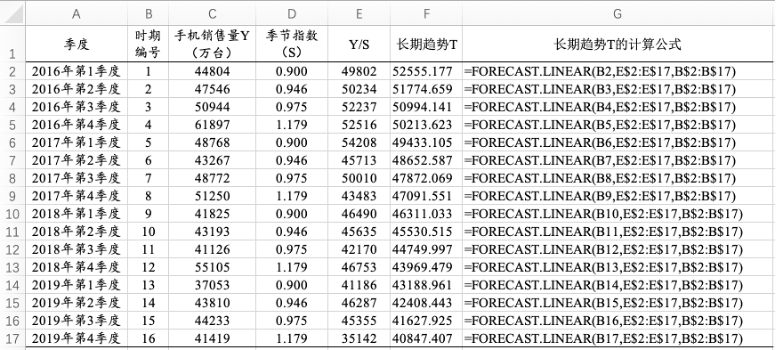 A B C D E F G
1 季度 时期编号 手机销售量Y（万台） 季节指数（S） Y/S 长期趋势T 长期趋势T的计算公式
2 2016年第1季度 1 44804 0.900 49802 52555.177 =FORECAST.LINEAR(B2,E$2:E$17,B$2:B$17)
3 2016年第2季度 2 47546 0.946 50234 51774.659 =FORECAST.LINEAR(B3,E$2:E$17,B$2:B$17)
4 2016年第3季度 3 50944 0.975 52237 50994.141 =FORECAST.LINEAR(B4,E$2:E$17,B$2:B$17)
5 2016年第4季度 4 61897 1.179 52516 50213.623 =FORECAST.LINEAR(B5,E$2:E$17,B$2:B$17)
6 2017年第1季度 5 48768 0.900 54208 49433.105 =FORECAST.LINEAR(B6,E$2:E$17,B$2:B$17)
7 2017年第2季度 6 43267 0.946 45713 48652.587 =FORECAST.LINEAR(B7,E$2:E$17,B$2:B$17)
8 2017年第3季度 7 48772 0.975 50010 47872.069 =FORECAST.LINEAR(B8,E$2:E$17,B$2:B$17)
9 2017年第4季度 8 51250 1.179 43483 47091.551 =FORECAST.LINEAR(B9,E$2:E$17,B$2:B$17)
10 2018年第1季度 9 41825 0.900 46490 46311.033 =FORECAST.LINEAR(B10,E$2:E$17,B$2:B$17)
11 2018年第2季度 10 43193 0.946 45635 45530.515 =FORECAST.LINEAR(B11,E$2:E$17,B$2:B$17)
12 2018年第3季度 11 41126 0.975 42170 44749.997 =FORECAST.LINEAR(B12,E$2:E$17,B$2:B$17)
13 2018年第4季度 12 55105 1.179 46753 43969.479 =FORECAST.LINEAR(B13,E$2:E$17,B$2:B$17)
14 2019年第1季度 13 37053 0.900 41186 43188.961 =FORECAST.LINEAR(B14,E$2:E$17,B$2:B$17)
15 2019年第2季度 14 43810 0.946 46287 42408.443 =FORECAST.LINEAR(B15,E$2:E$17,B$2:B$17)
16 2019年第3季度 15 44233 0.975 45355 41627.925 =FORECAST.LINEAR(B16,E$2:E$17,B$2:B$17)
17 2019年第4季度 16 41419 1.179 35142 40847.407 =FORECAST.LINEAR(B17,E$2:E$17,B$2:B$17)